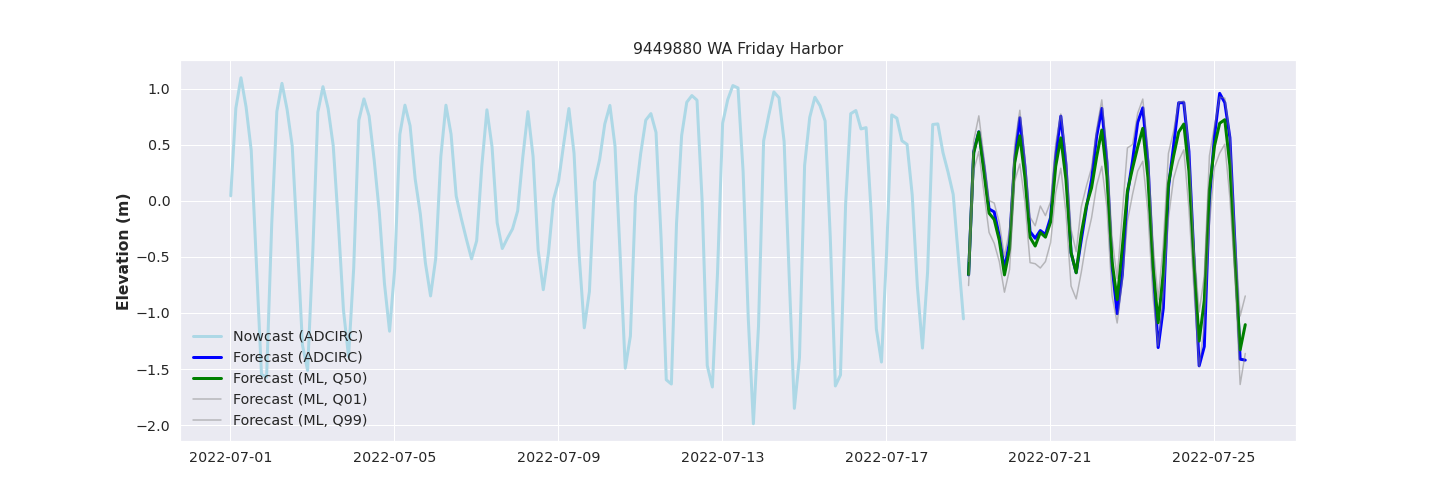 9449880 WA Friday Harbor
Elevation (m)
1.0
0.5
0.0
−0.5
−1.0
−1.5
−2.0
Nowcast (ADCIRC)
Forecast (ADCIRC)
Forecast (ML, Q50)
Forecast (ML, Q01)
Forecast (ML, Q99)
2022-07-01 2022-07-05 2022-07-09 2022-07-13 2022-07-17 2022-07-21 2022-07-25